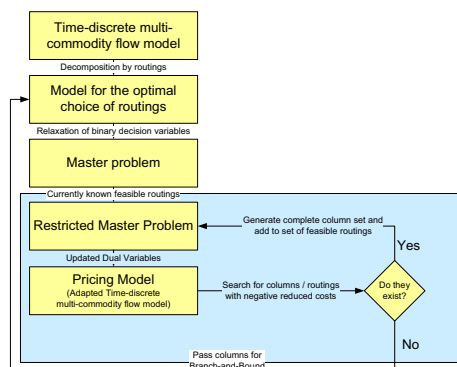 Time-discrete multi-
commodity flow model
Decomposition by routings
Model for the optimal
choice of routings
Relaxation of binary decision variables
Master problem
Currently known feasible routings
Restricted Master Problem
Generate complete column set and
add to set of feasible routings
Yes
Updated Dual Variables
Pricing Model
(Adapted Time-discrete
multi-commodity flow model)
Search for columns / routings
with negative reduced costs
Do they
exist?
No
Pass columns for
Branch-and-Bound